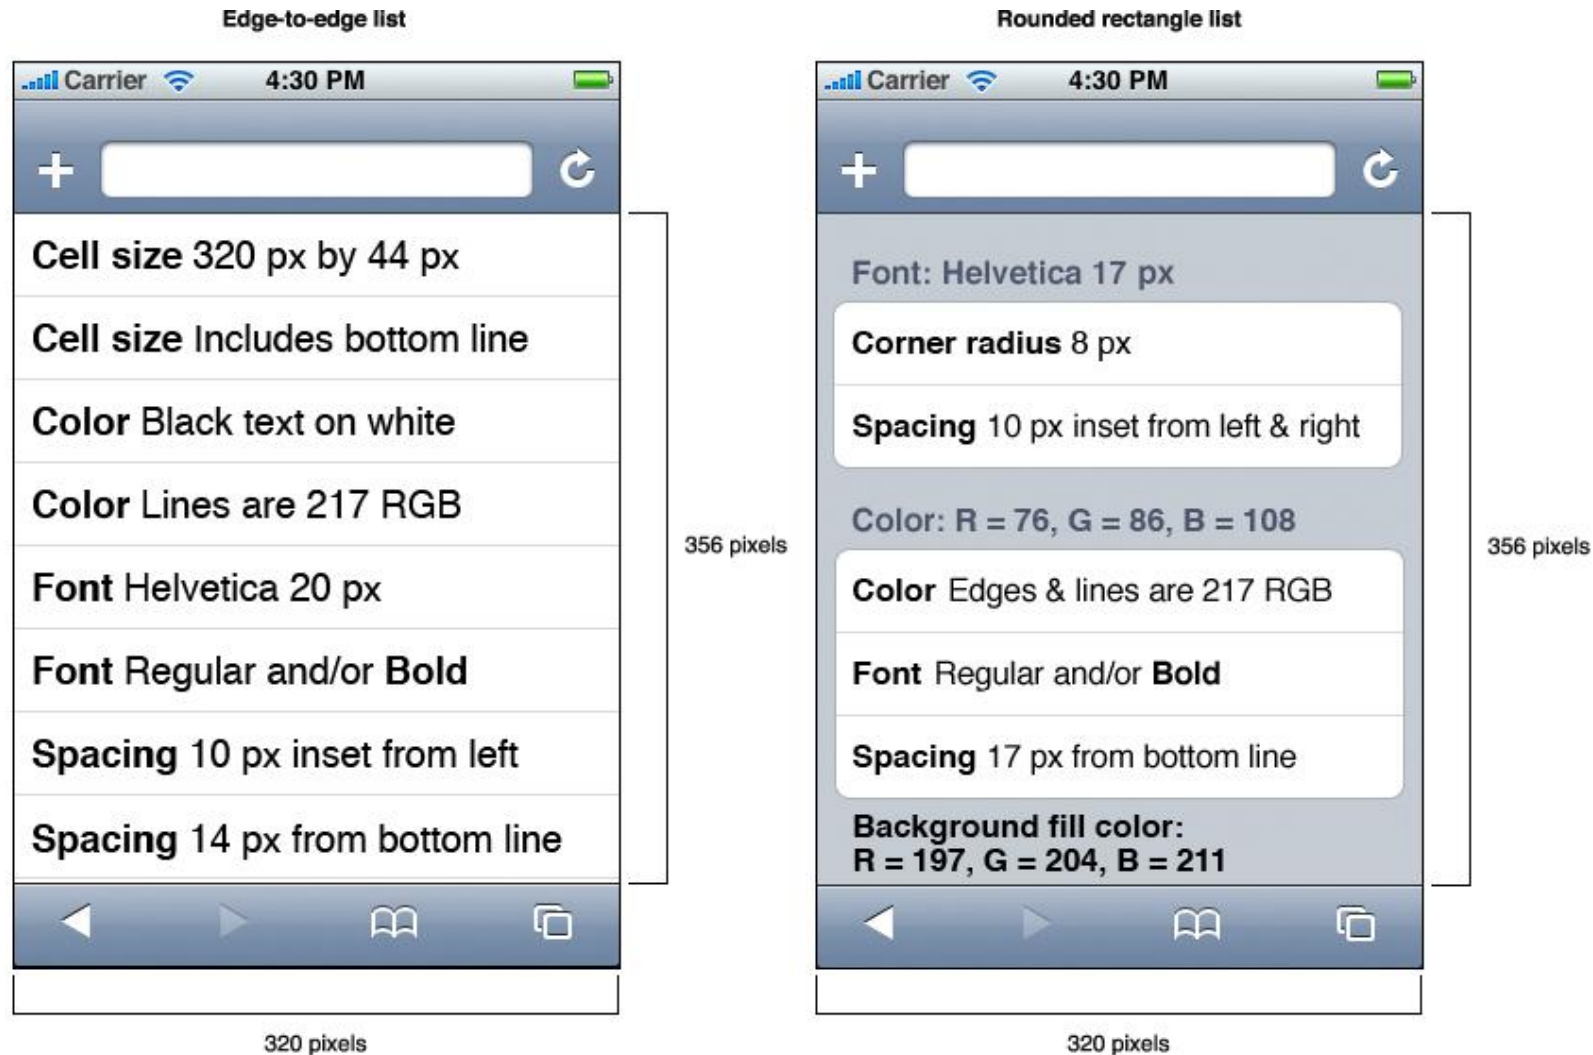 Edge-to-edge list
Carrier 4:30 PM
Cell size 320 px by 44 px
Cell size Includes bottom line
Color Black text on white
Color Lines are 217 RGB
Font Helvetica 20 px
Font Regular and/or Bold
Spacing 10 px inset from left
Spacing 14 px from bottom line
356 pixels
320 pixels
Rounded rectangle list
Carrier 4:30 PM
Font: Helvetica 17 px
Corner radius 8 px
Spacing 10 px inset from left & right
Color: R = 76, G = 86, B = 108
Color Edges & lines are 217 RGB
Font Regular and/or Bold
Spacing 17 px from bottom line
Background fill color:
R = 197, G = 204, B = 211
356 pixels
320 pixels